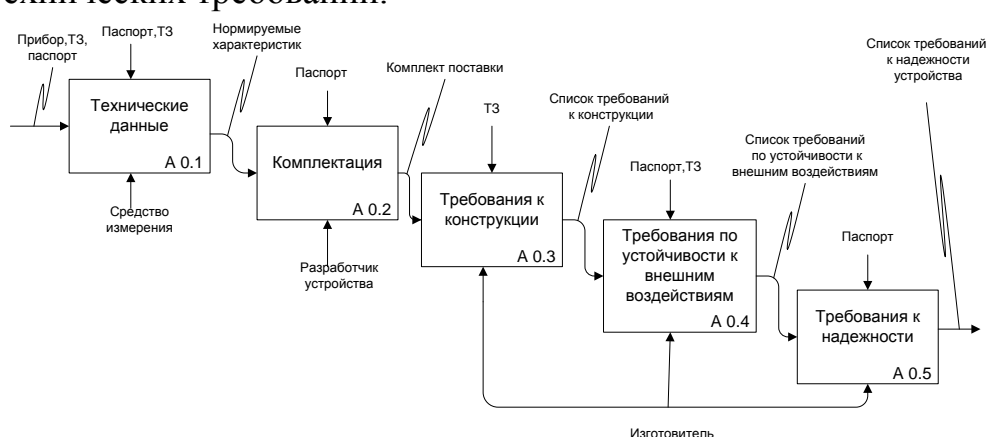 технических требований.
Прибор,ТЗ,
паспорт
Паспорт,ТЗ
Нормируемые
характеристик
Технические
данные
А 0.1
Средство
измерения
Паспорт
Комплект поставки
Комплектация
А 0.2
Разработчик
устройства
ТЗ
Список требований
к конструкции
Требования к
конструкции
А 0.3
Паспорт,ТЗ
Список требований
по устойчивости к
внешним воздействиям
Требования по
устойчивости к
внешним
воздействиям
А 0.4
Паспорт
Список требований
к надежности
устройства
Требования к
надежности
А 0.5
Изготовитель